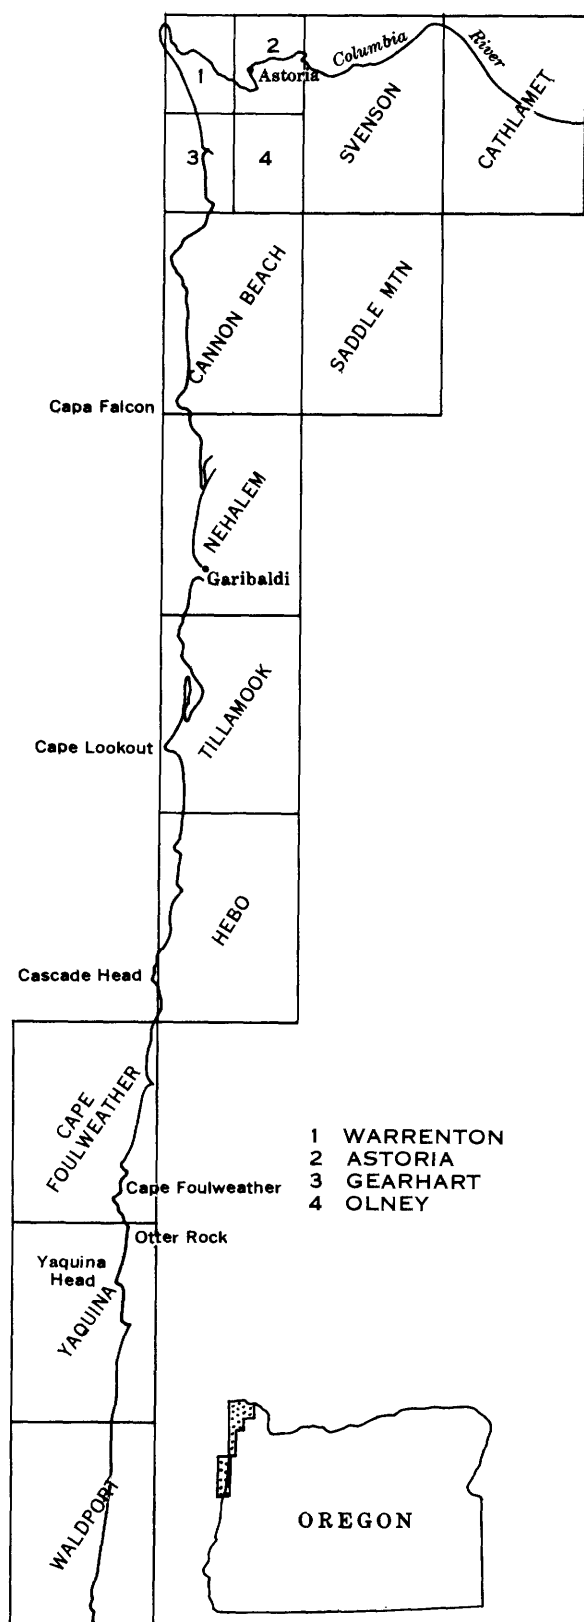 2
Columbia
River
1
Astoria
SVENSON
CATHLAMET
3
4
CANNON BEACH
SADDLE MTN
Capa Falcon
NEHALEM
Garibaldi
TILLAMOOK
Cape Lookout
HEBO
Cascade Head
CAPE
FOULWEATHER
1 WARRENTON
2 ASTORIA
3 GEARHART
4 OLNEY
Cape Foulweather
Otter Rock
Yaquina
Head
YAQUINA
WALDPORT
OREGON